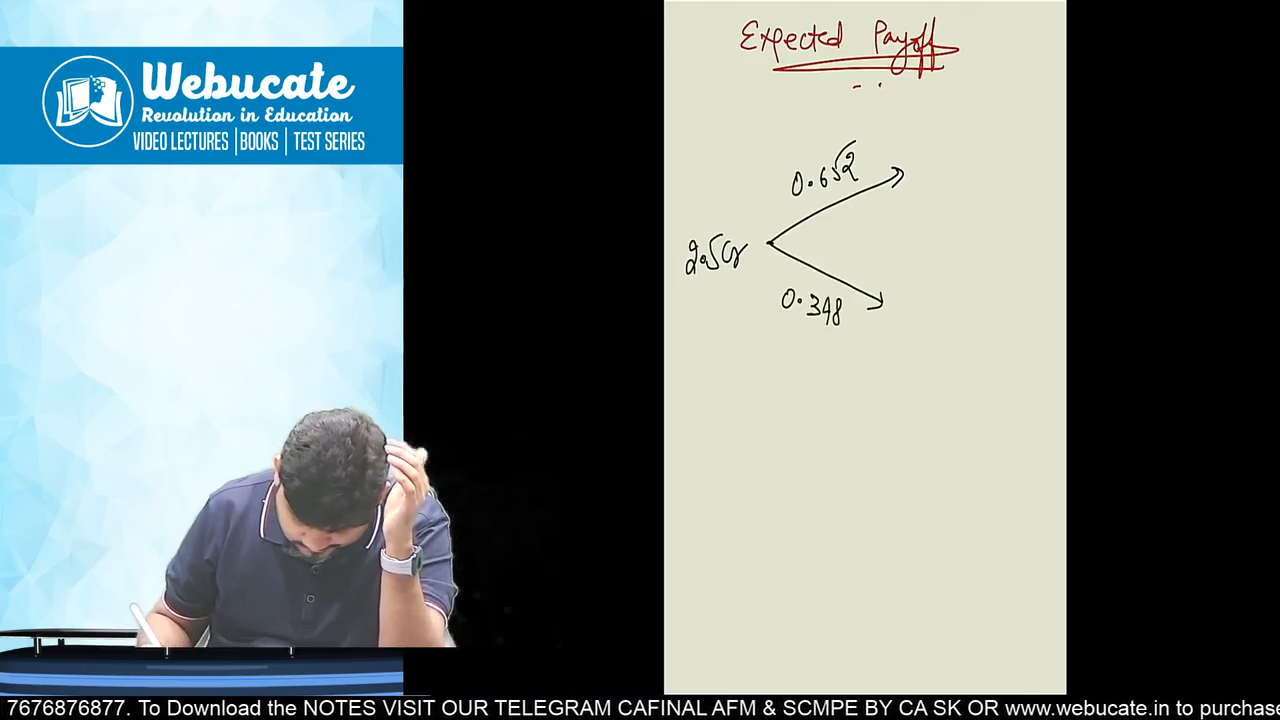 Webucate
Revolution in Education
VIDEO LECTURES | BOOKS | TEST SERIES
Expected Payoff
0.652
0.348
7676876877. To Download the NOTES VISIT OUR TELEGRAM CAFINAL AFM & SCMPE BY CA SK OR www.webucate.in to purchase